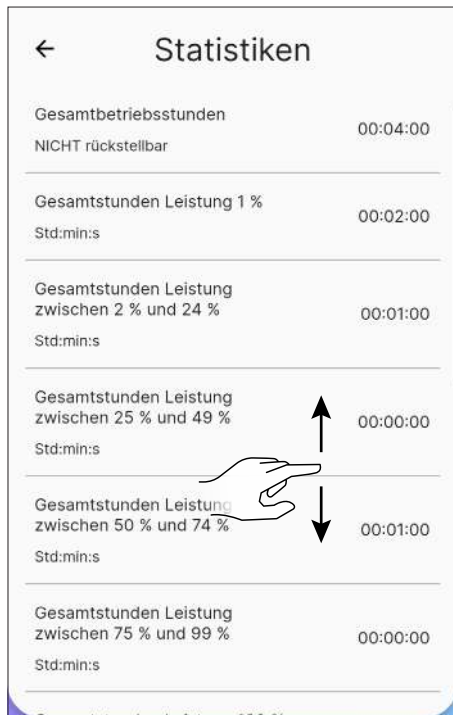 Statistiken
Gesamtbetriebsstunden
00:04:00
NICHT rückstellbar
Gesamtstunden Leistung 1 %
00:02:00
Std:min:s
Gesamtstunden Leistung
zwischen 2 % und 24 %
00:01:00
Std:min:s
Gesamtstunden Leistung
zwischen 25 % und 49 %
00:00:00
Std:min:s
Gesamtstunden Leistung
zwischen 50 % und 74 %
00:01:00
Std:min:s
Gesamtstunden Leistung
zwischen 75 % und 99 %
00:00:00
Std:min:s